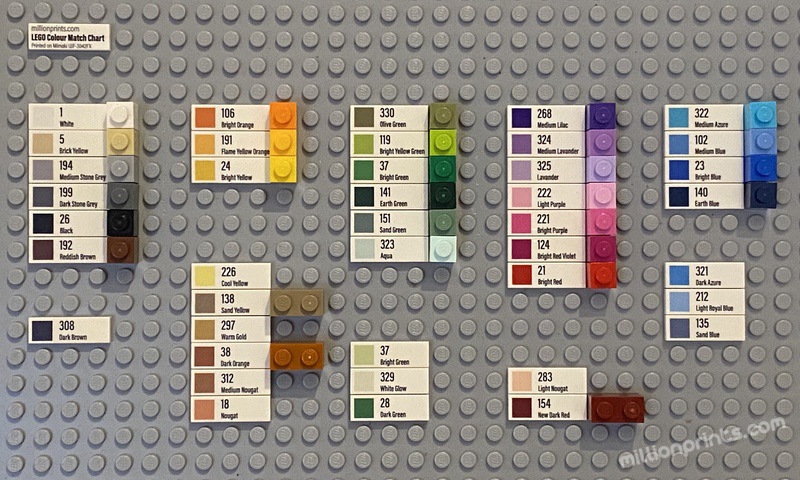 millionprints.com
LEGO Colour Match Chart
Printed on Mimaki UJF-3042FX
1
White
5
Brick Yellow
194
Medium Stone Grey
199
Dark Stone Grey
26
Black
192
Reddish Brown
308
Dark Brown
106
Bright Orange
191
Flame Yellow Orange
24
Bright Yellow
226
Cool Yellow
138
Sand Yellow
297
Warm Gold
38
Dark Orange
312
Medium Nougat
18
Nougat
330
Olive Green
119
Bright Yellow Green
37
Bright Green
141
Earth Green
151
Sand Green
323
Aqua
37
Bright Green
329
White Glow
28
Dark Green
268
Medium Lilac
324
Medium Lavander
325
Lavander
222
Light Purple
221
Bright Purple
124
Bright Red Violet
21
Bright Red
283
Light Nougat
154
New Dark Red
322
Medium Azure
102
Medium Blue
23
Bright Blue
140
Earth Blue
321
Dark Azure
212
Light Royal Blue
135
Sand Blue
millionprints.com